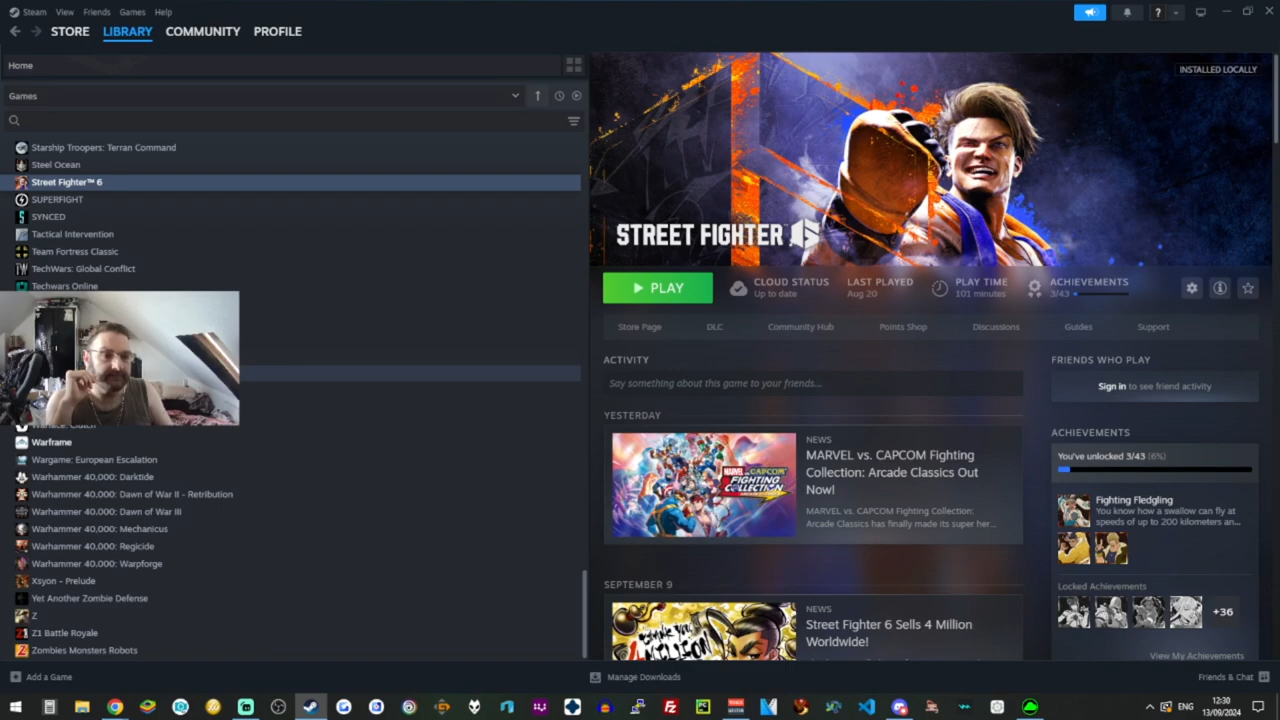 Steam View Friends Games Help
STORE LIBRARY COMMUNITY PROFILE
Home
Games
Starship Troopers: Terran Command
Steel Ocean
Street Fighter™ 6
SUPERFIGHT
SYNCED
Tactical Intervention
Team Fortress Classic
TechWars: Global Conflict
Techwars Online
Warframe
Wargame: European Escalation
Warhammer 40,000: Darktide
Warhammer 40,000: Dawn of War II - Retribution
Warhammer 40,000: Dawn of War III
Warhammer 40,000: Mechanicus
Warhammer 40,000: Regicide
Warhammer 40,000: Warpforge
Xsyon - Prelude
Yet Another Zombie Defense
Z
Z1 Battle Royale
Zombies Monsters Robots
Add a Game
INSTALLED LOCALLY
STREET FIGHTER 6
PLAY
CLOUD STATUS
Up to date
LAST PLAYED
Aug 20
PLAY TIME
101 minutes
ACHIEVEMENTS
3/43
Store Page DLC Community Hub Points Shop Discussions Guides Support
ACTIVITY
Say something about this game to your friends...
YESTERDAY
MARVEL vs. CAPCOM
FIGHTING
COLLECTION
NEWS
MARVEL vs. CAPCOM Fighting
Collection: Arcade Classics Out
Now!
MARVEL vs. CAPCOM Fighting Collection:
Arcade Classics has finally made its super her...
SEPTEMBER 9
NEWS
Street Fighter 6 Sells 4 Million
Worldwide!
FRIENDS WHO PLAY
Sign in to see friend activity
ACHIEVEMENTS
You've unlocked 3/43 (6%)
Fighting Fledgling
You know how a swallow can fly at
speeds of up to 200 kilometers an...
Locked Achievements
+36
View My Achievements
Manage Downloads
Friends & Chat
ENG
12:30
13/09/2024